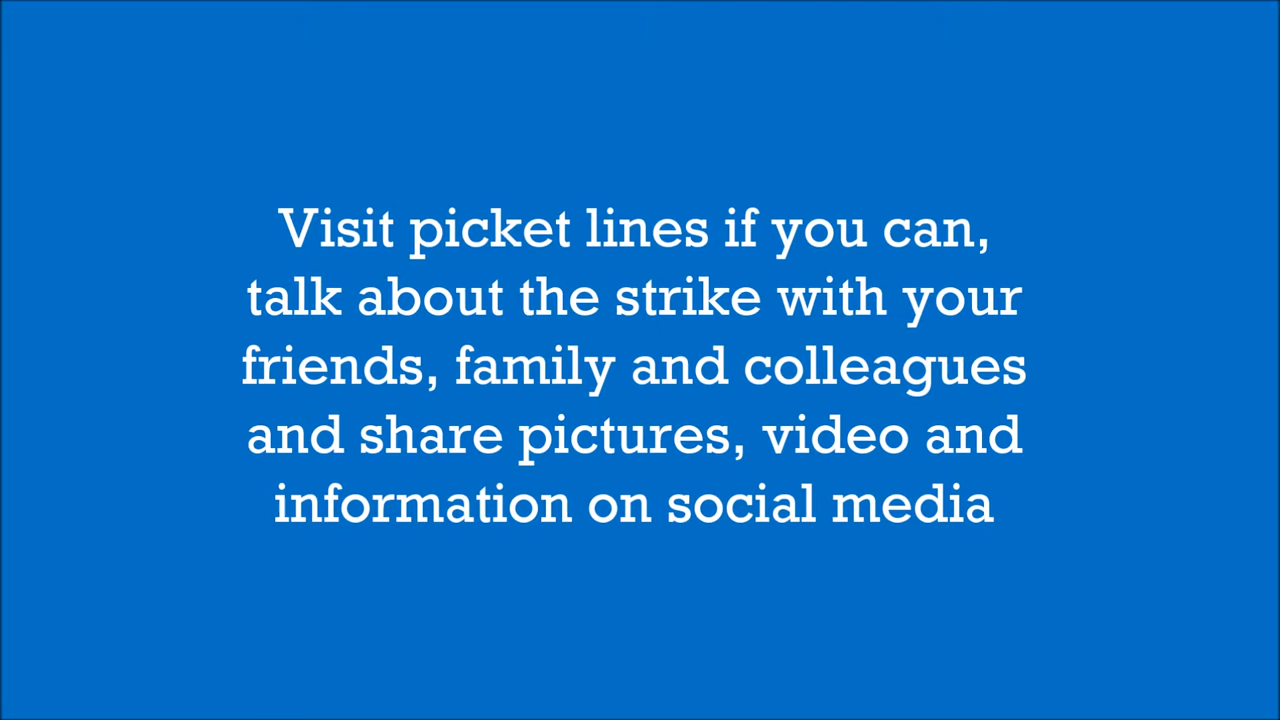 Visit picket lines if you can,
talk about the strike with your
friends, family and colleagues
and share pictures, video and
information on social media